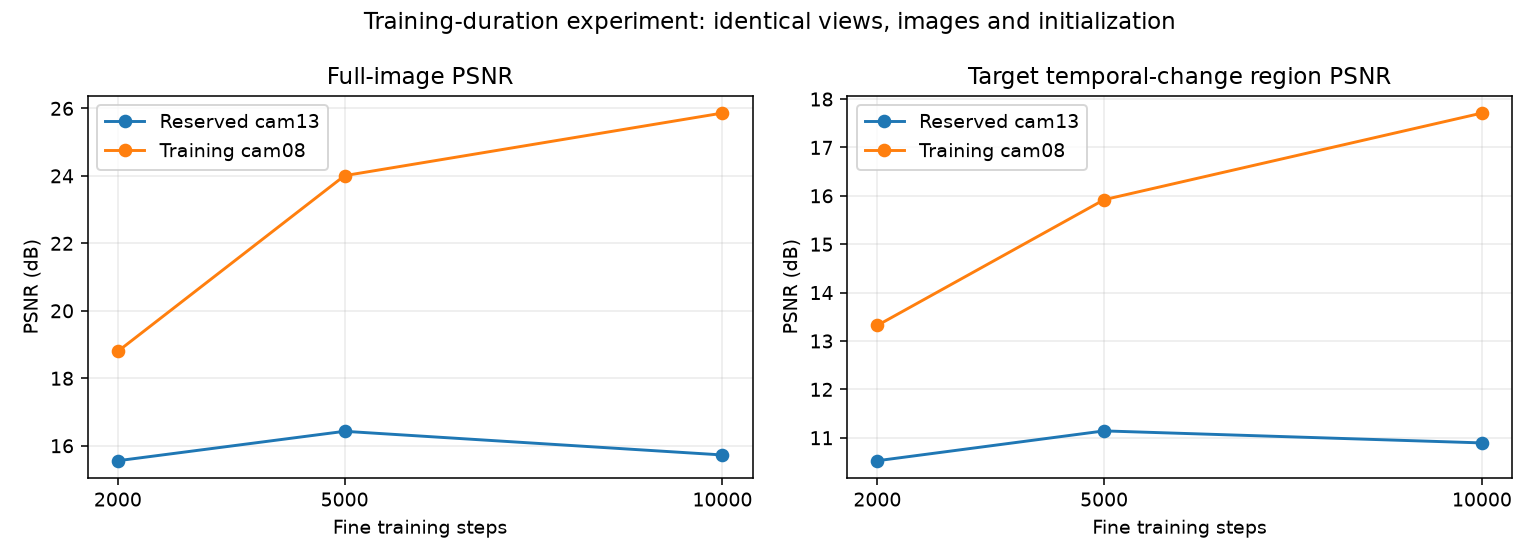 Training-duration experiment: identical views, images and initialization
Full-image PSNR
Reserved cam13
Training cam08
PSNR (dB)
26
24
22
20
18
16
2000
5000
10000
Fine training steps
Target temporal-change region PSNR
Reserved cam13
Training cam08
PSNR (dB)
18
17
16
15
14
13
12
11
2000
5000
10000
Fine training steps